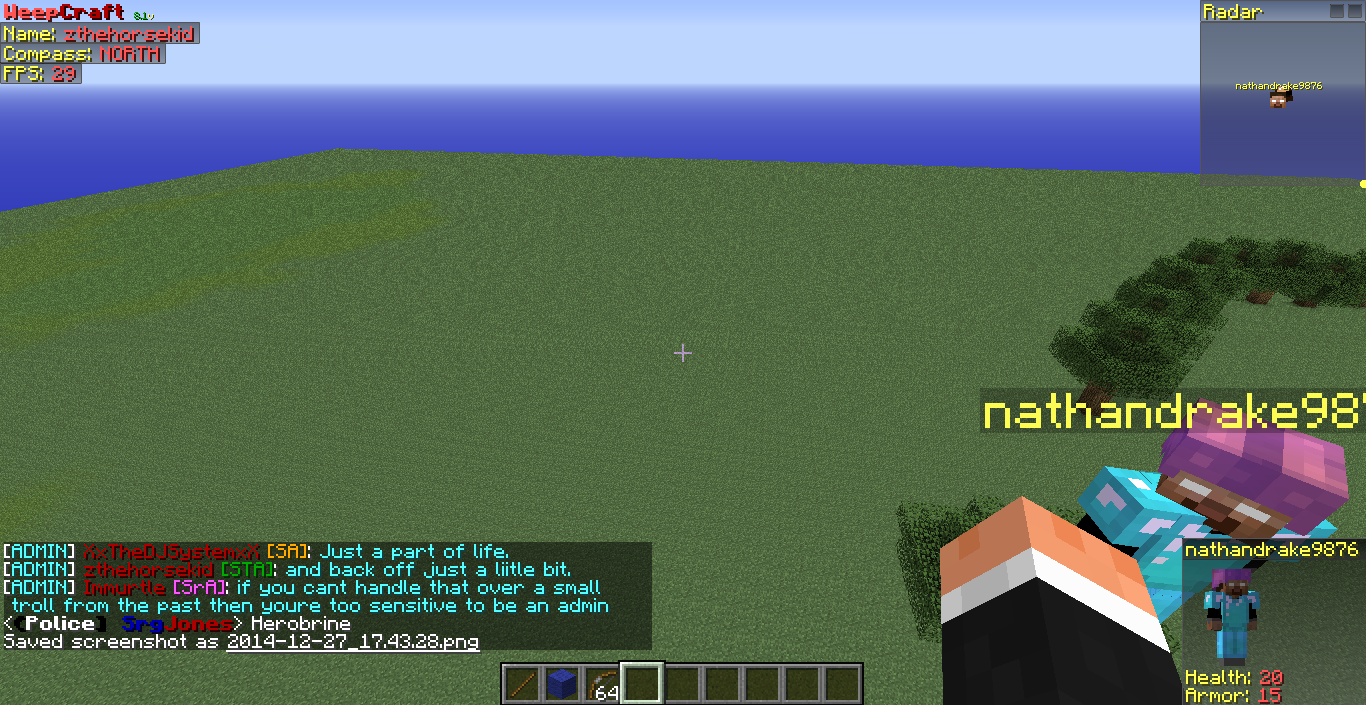 WeepCraft 8.1v
Name: zthehorsekid
Compass: NORTH
FPS: 29
Radar
nathandrake9876
nathandrake987
[ADMIN] XxTheDJSystemxX [SA]: Just a part of life.
[ADMIN] zthehorsekid [STA]: and back off just a liitle bit.
[ADMIN] Immurtle [SrA]: if you cant handle that over a small
troll from the past then youre too sensitive to be an admin
<[Police] SrgJones> Herobrine
Saved screenshot as 2014-12-27_17.43.28.png
64
nathandrake9876
Health: 20
Armor: 15